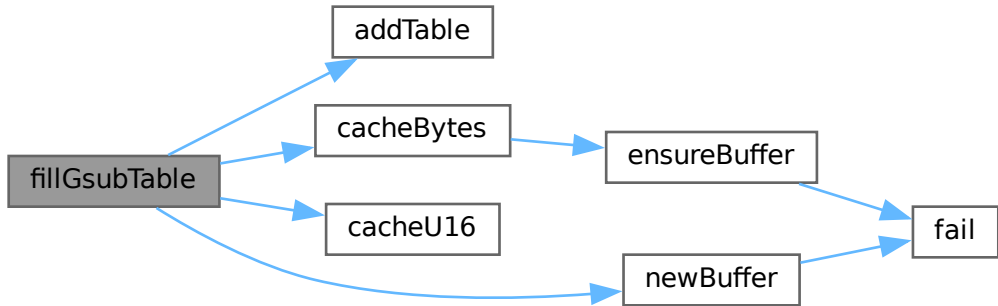 fillGsubTable
addTable
cacheBytes
cacheU16
newBuffer
ensureBuffer
fail